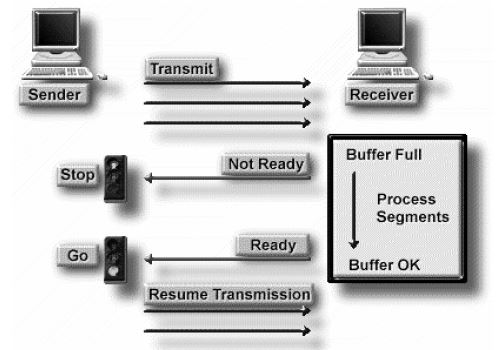 Transmit
Sender
Receiver
Not Ready
Buffer Full
Stop
Process
Segments
Ready
Go
Buffer OK
Resume Transmission